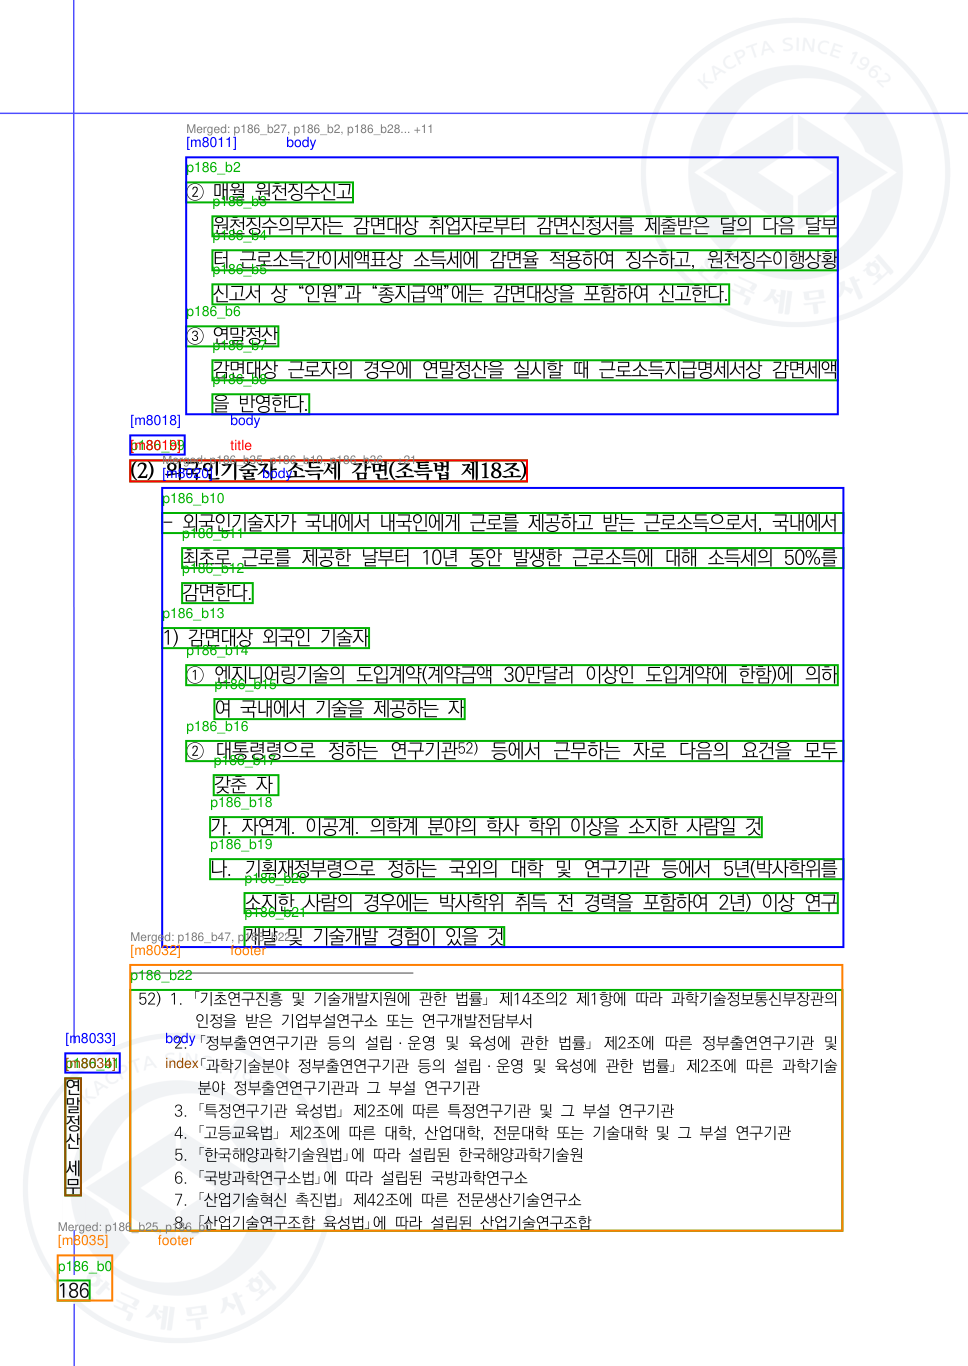 KACPTA SINCE 1962
Merged: p186_b27, p186_b2, p186_b28... +11
[m8011] body
p186_b2
② 매월 원천징수신고
p186_b3
원천징수의무자는 감면대상 취업자로부터 감면신청서를 제출받은 달의 다음 달부
p186_b4
터 근로소득간이세액표상 소득세에 감면율 적용하여 징수하고, 원천징수이행상황
p186_b5
신고서 상 “인원”과 “총지급액”에는 감면대상을 포함하여 신고한다.
p186_b6
③ 연말정산
p186_b7
감면대상 근로자의 경우에 연말정산을 실시할 때 근로소득지급명세서상 감면세액
p186_b8
을 반영한다.
[m8018] body
[m8019] title
(2) 외국인기술자 소득세 감면(조특법 제18조)
[m8020] body
p186_b10
- 외국인기술자가 국내에서 내국인에게 근로를 제공하고 받는 근로소득으로서, 국내에서
p186_b11
최초로 근로를 제공한 날부터 10년 동안 발생한 근로소득에 대해 소득세의 50%를
p186_b12
감면한다.
p186_b13
1) 감면대상 외국인 기술자
p186_b14
① 엔지니어링기술의 도입계약(계약금액 30만달러 이상인 도입계약에 한함)에 의하
p186_b15
여 국내에서 기술을 제공하는 자
p186_b16
② 대통령령으로 정하는 연구기관52) 등에서 근무하는 자로 다음의 요건을 모두
p186_b17
갖춘 자
p186_b18
가. 자연계. 이공계. 의학계 분야의 학사 학위 이상을 소지한 사람일 것
p186_b19
나. 기획재정부령으로 정하는 국외의 대학 및 연구기관 등에서 5년(박사학위를
p186_b20
소지한 사람의 경우에는 박사학위 취득 전 경력을 포함하여 2년) 이상 연구
p186_b21
개발 및 기술개발 경험이 있을 것
Merged: p186_b47, p186_b22
[m8032] footer
p186_b22
52) 1. 「기초연구진흥 및 기술개발지원에 관한 법률」 제14조의2 제1항에 따라 과학기술정보통신부장관의
인정을 받은 기업부설연구소 또는 연구개발전담부서
2. 「정부출연연구기관 등의 설립ㆍ운영 및 육성에 관한 법률」 제2조에 따른 정부출연연구기관 및
「과학기술분야 정부출연연구기관 등의 설립ㆍ운영 및 육성에 관한 법률」 제2조에 따른 과학기술
분야 정부출연연구기관과 그 부설 연구기관
3. 「특정연구기관 육성법」 제2조에 따른 특정연구기관 및 그 부설 연구기관
4. 「고등교육법」 제2조에 따른 대학, 산업대학, 전문대학 또는 기술대학 및 그 부설 연구기관
5. 「한국해양과학기술원법」에 따라 설립된 한국해양과학기술원
6. 「국방과학연구소법」에 따라 설립된 국방과학연구소
7. 「산업기술혁신 촉진법」 제42조에 따른 전문생산기술연구소
8. 「산업기술연구조합 육성법」에 따라 설립된 산업기술연구조합
[m8033] body
[m8034] index
연말정산 세무
[m8035] footer
p186_b0
186
한국세무사회